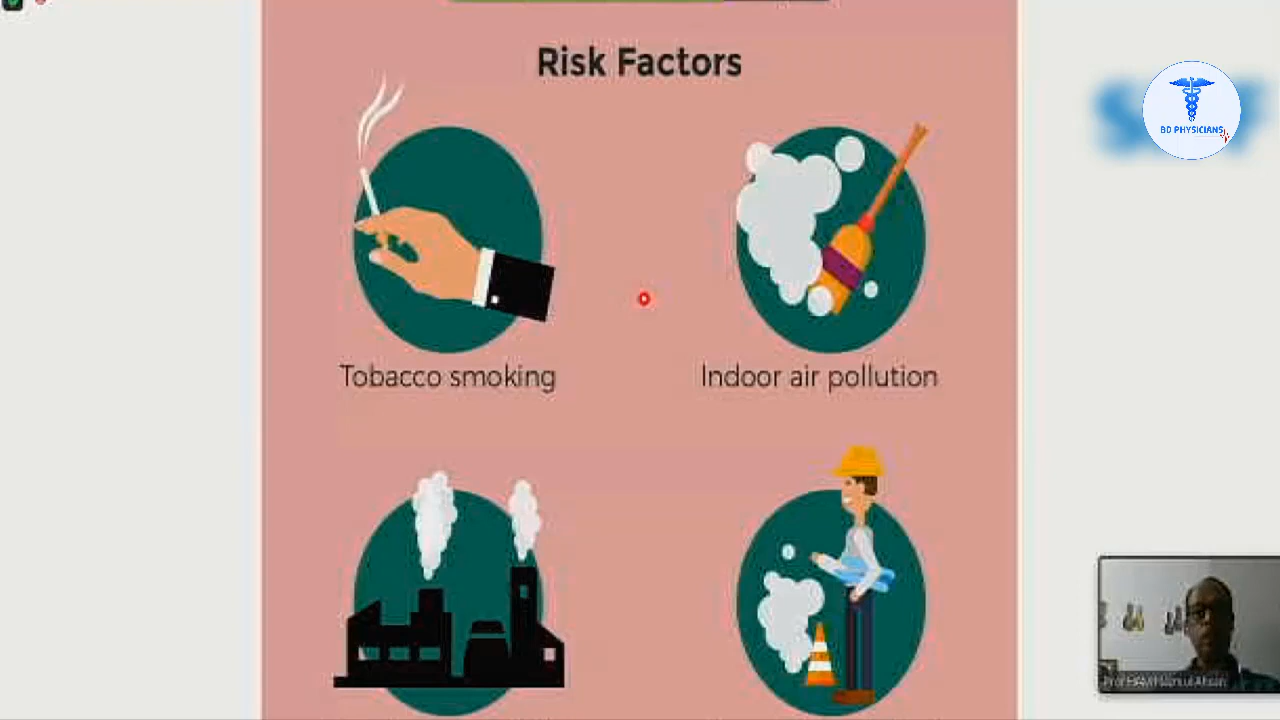 Risk Factors
BD PHYSICIANS
Tobacco smoking
Indoor air pollution